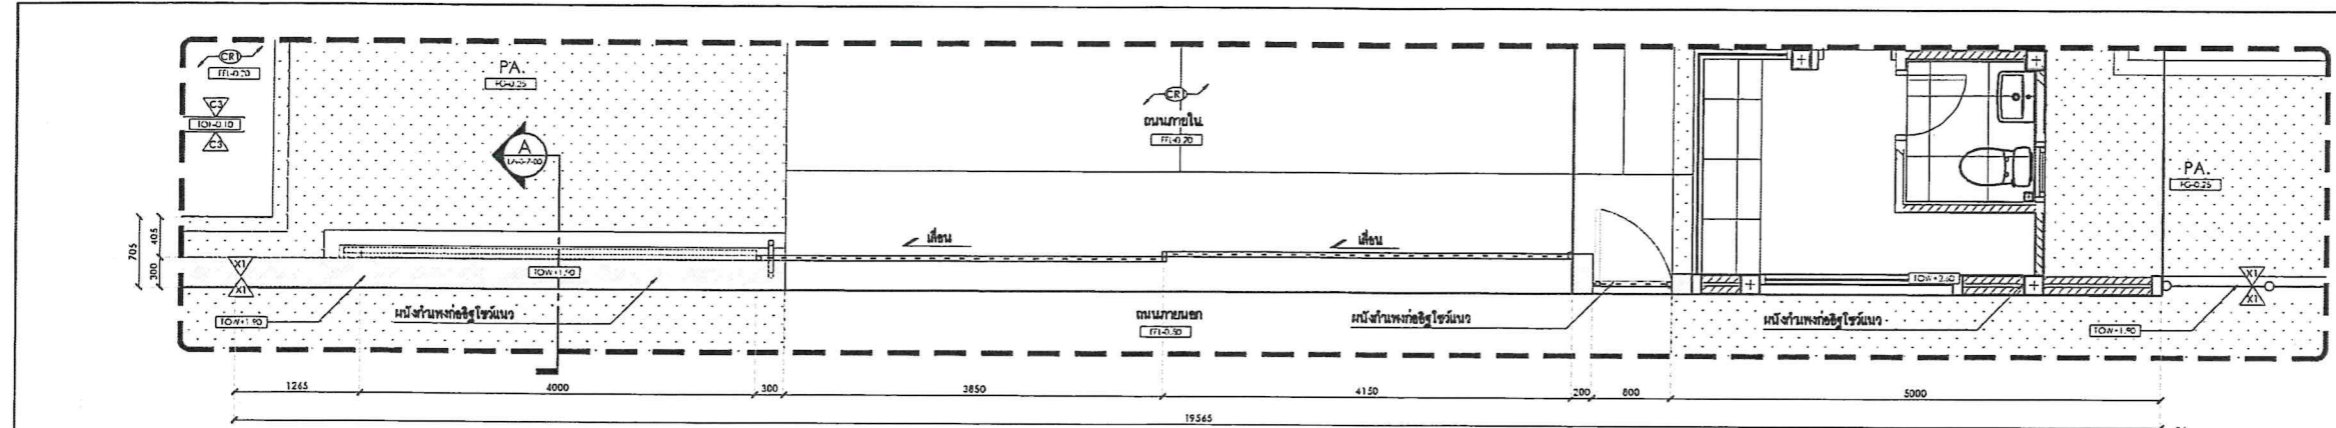 CR1
FFL-0.20
PA.
FG-0.25
C3
TOF-0.10
C3
A
CR1
ถนนภายใน
FFL-0.20
PA.
FG-0.25
705
405
300
เลื่อน
เลื่อน
X1
X1
TOW+1.90
TOW+2.60
X1
X1
TOW+1.90
ผนังกำแพงก่ออิฐโชว์แนว
ถนนภายนอก
FFL-0.50
ผนังกำแพงก่ออิฐโชว์แนว
ผนังกำแพงก่ออิฐโชว์แนว
TOW+1.90
1265
4000
300
3850
4150
200
800
5000
19565